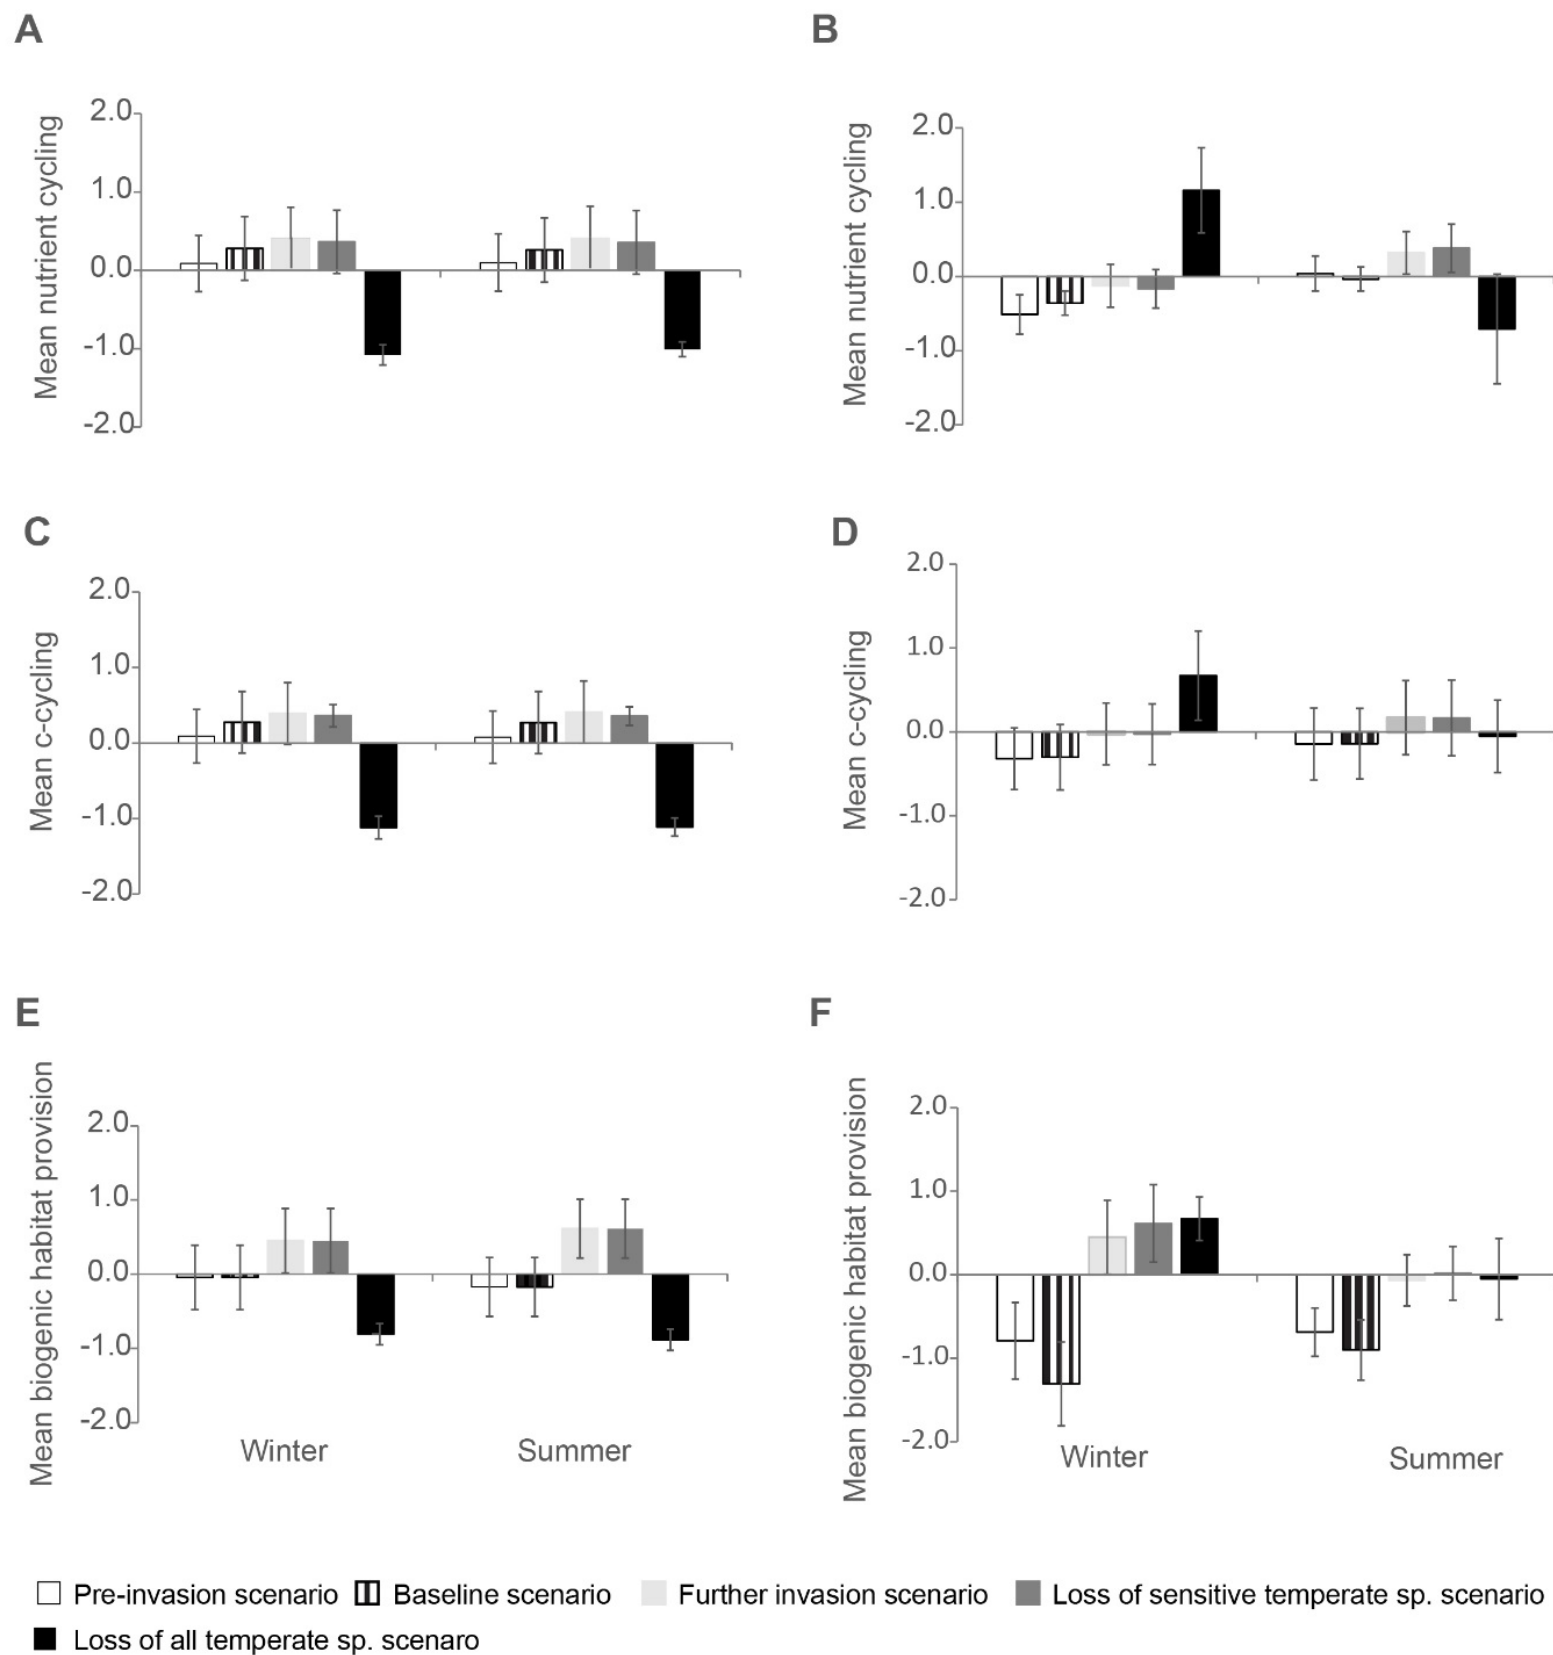 A
Mean nutrient cycling
2.0
1.0
0.0
-1.0
-2.0
B
Mean nutrient cycling
2.0
1.0
0.0
-1.0
-2.0
C
Mean c-cycling
2.0
1.0
0.0
-1.0
-2.0
D
Mean c-cycling
2.0
1.0
0.0
-1.0
-2.0
E
Mean biogenic habitat provision
2.0
1.0
0.0
-1.0
-2.0
Winter
Summer
F
Mean biogenic habitat provision
2.0
1.0
0.0
-1.0
-2.0
Winter
Summer
Pre-invasion scenario
Baseline scenario
Further invasion scenario
Loss of sensitive temperate sp. scenario
Loss of all temperate sp. scenaro